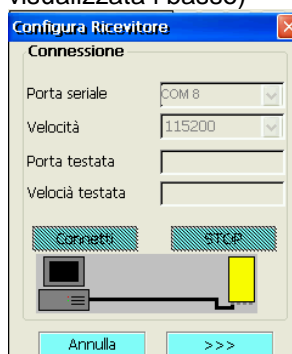 visualizzata i basso)
Configura Ricevitore
Connessione
Porta seriale COM 8
Velocità 115200
Porta testata
Velocià testata
Connetti STOP
Annulla >>>